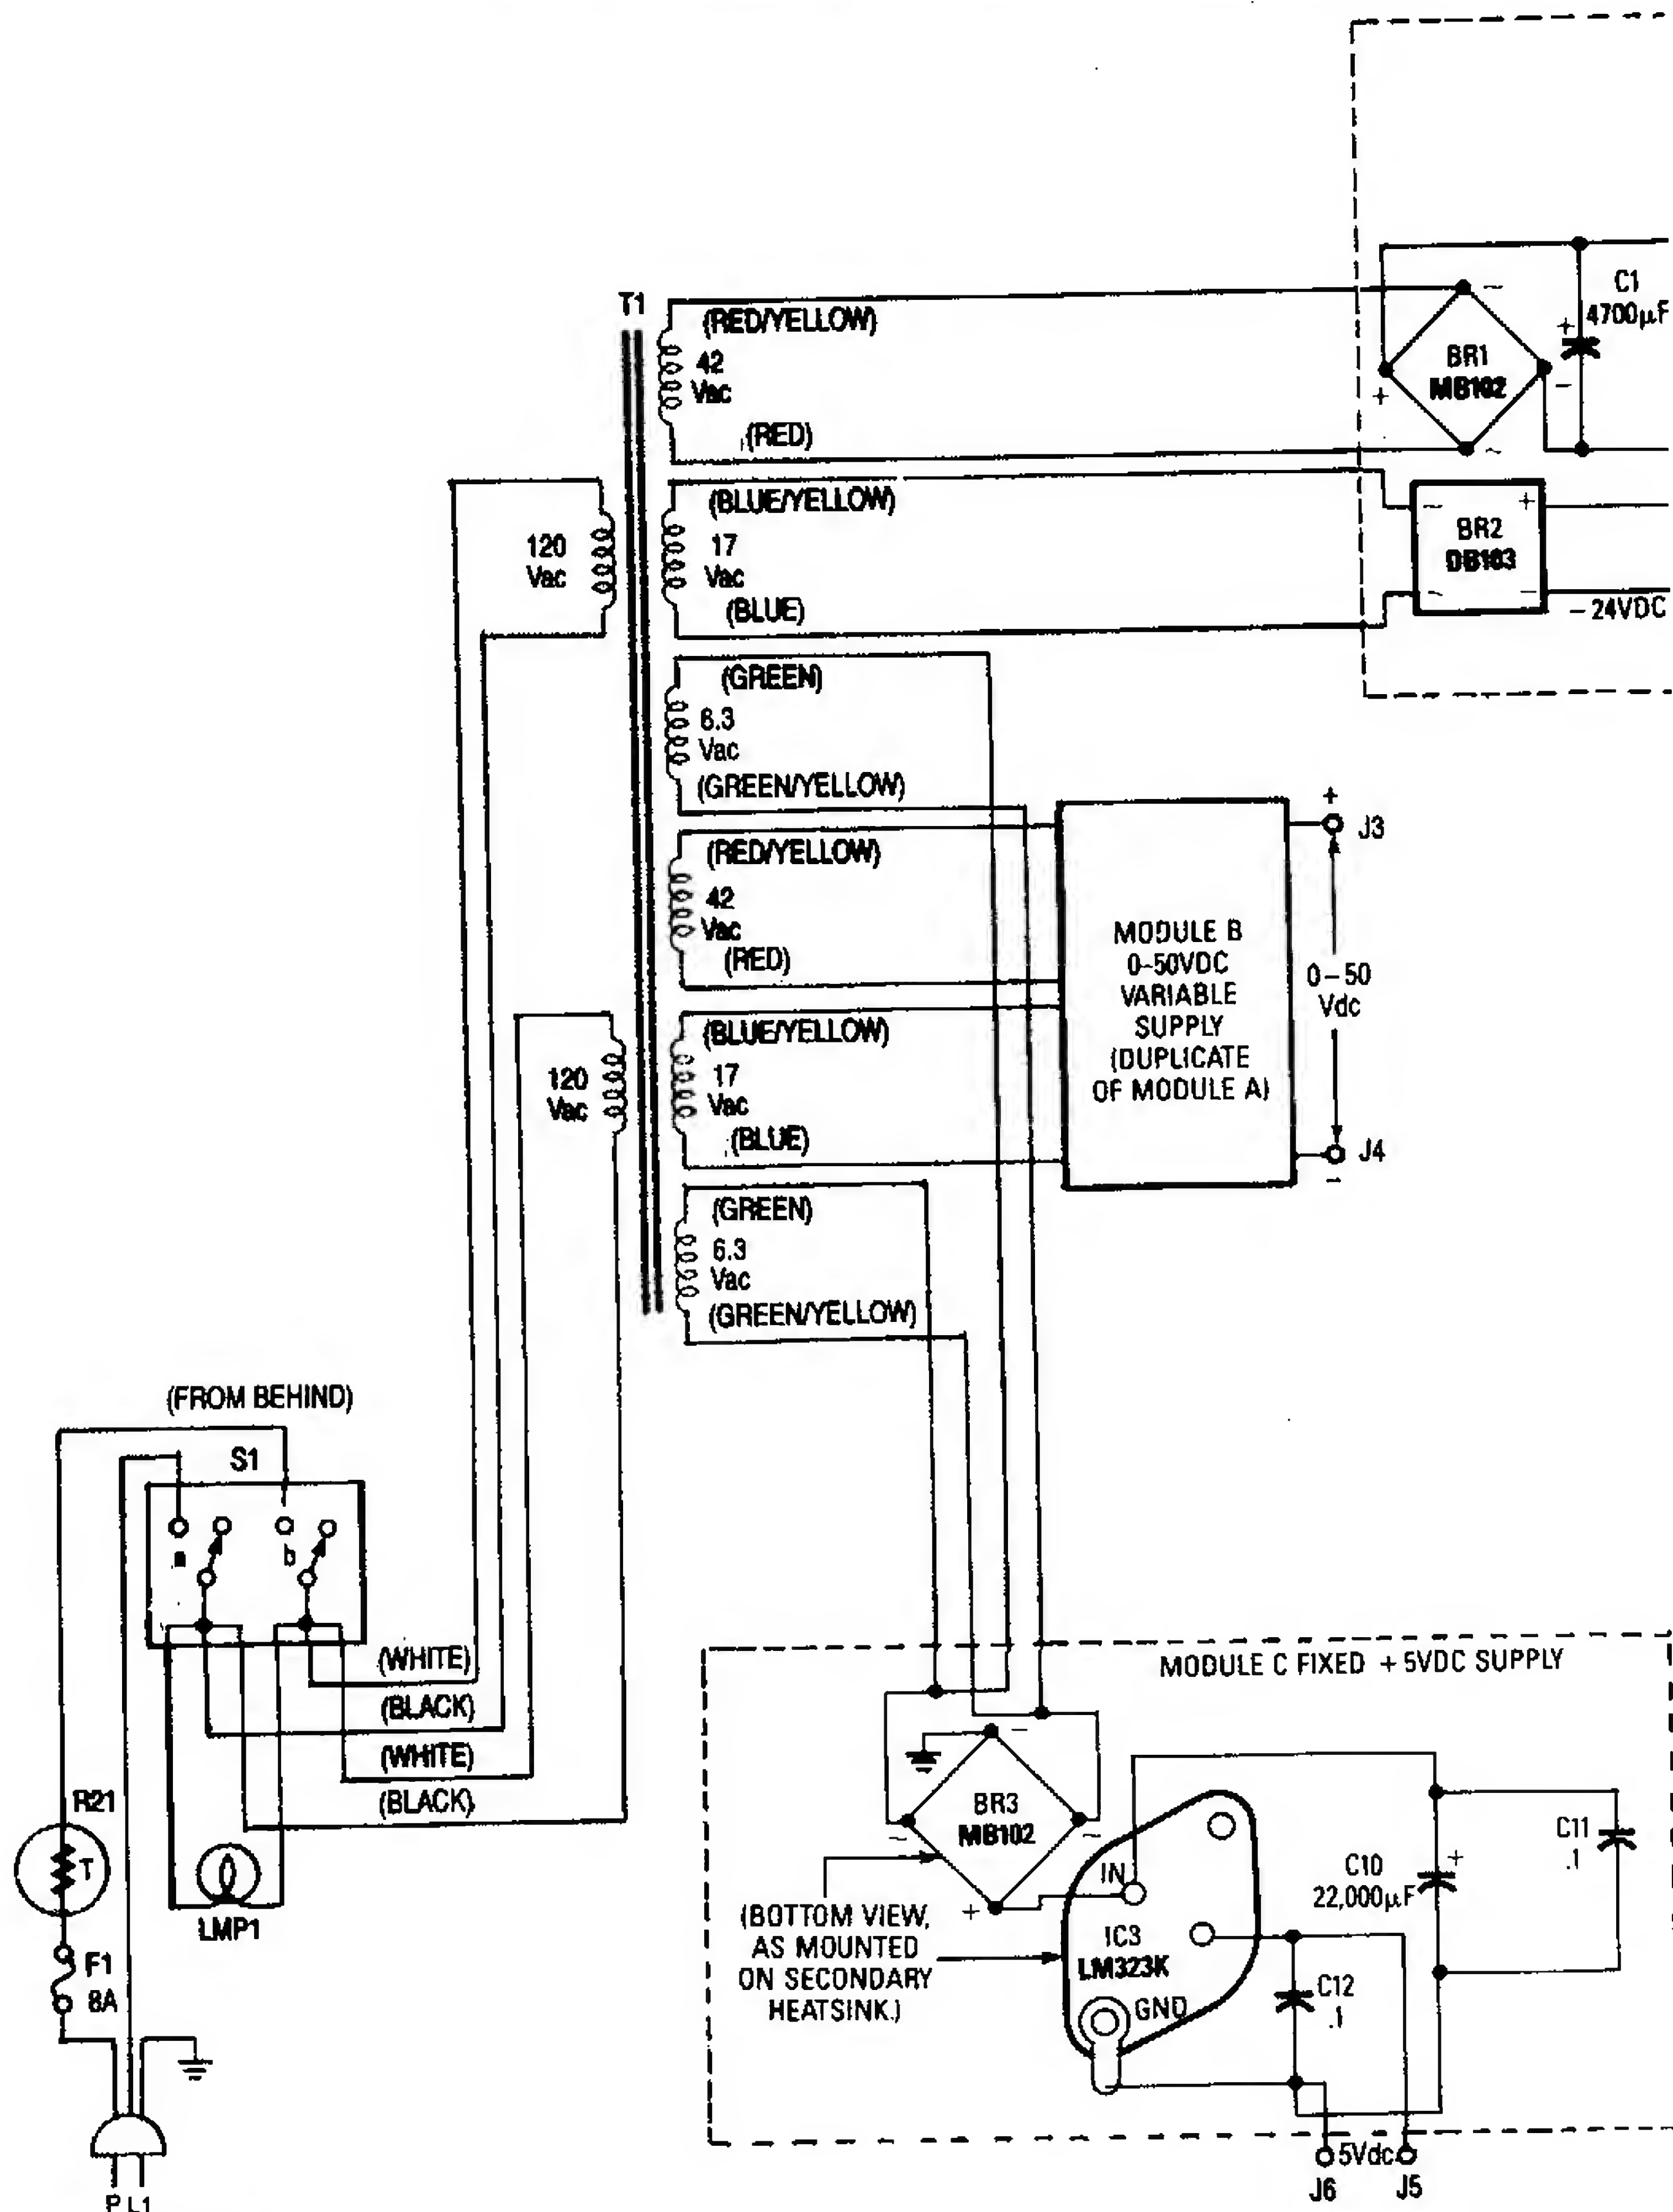 T1
(RED/YELLOW)
42
Vac
(RED)
(BLUE/YELLOW)
17
Vac
(BLUE)
(GREEN)
6.3
Vac
(GREEN/YELLOW)
(RED/YELLOW)
42
Vac
(RED)
(BLUE/YELLOW)
17
Vac
(BLUE)
(GREEN)
6.3
Vac
(GREEN/YELLOW)
120
Vac
120
Vac
C1
4700µF
+
~
BR1
MB102
+
-
~
~
+
BR2
DB103
~
-
-24VDC
MODULE B
0-50VDC
VARIABLE
SUPPLY
(DUPLICATE
OF MODULE A)
+
J3
0-50
Vdc
J4
-
(FROM BEHIND)
S1
a
b
(WHITE)
(BLACK)
(WHITE)
(BLACK)
R21
T
LMP1
F1
8A
PL1
MODULE C FIXED +5VDC SUPPLY
-
BR3
MB102
~
~
+
(BOTTOM VIEW,
AS MOUNTED
ON SECONDARY
HEATSINK.)
IN
IC3
LM323K
GND
C10
22,000µF
+
C11
.1
C12
.1
5Vdc
J6
J5